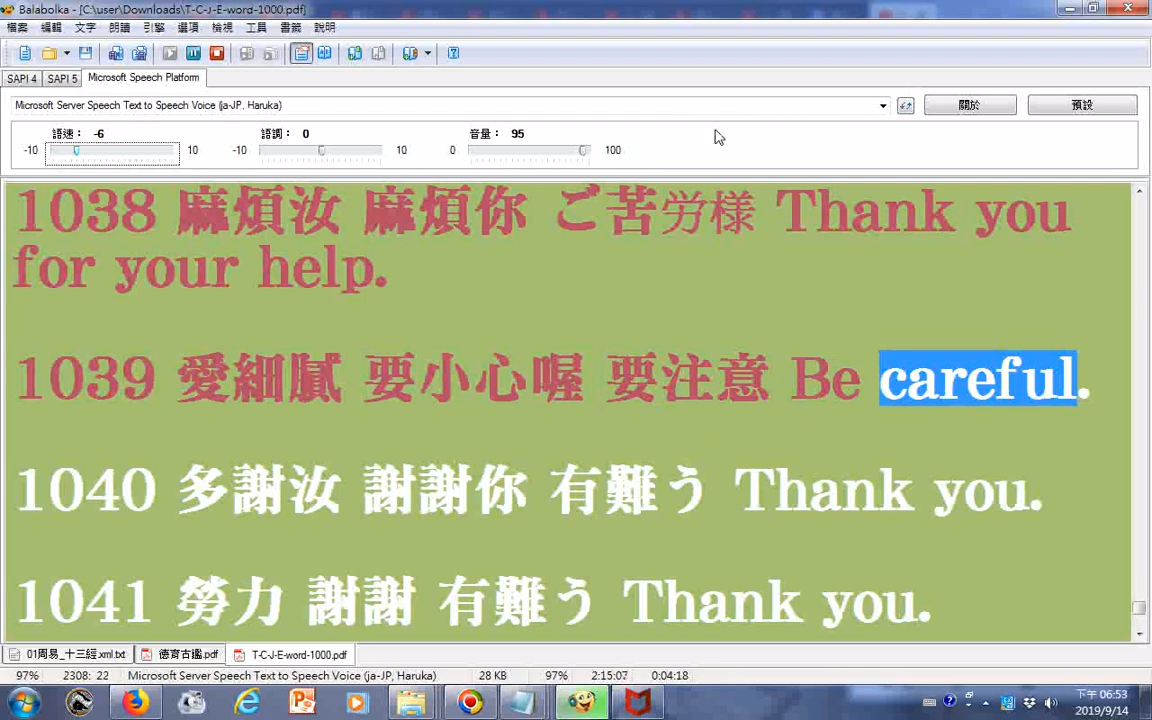 Balabolka - [C:\user\Downloads\T-C-J-E-word-1000.pdf]
檔案 編輯 文字 朗讀 引擎 選項 檢視 工具 書籤 說明
SAPI 4 SAPI 5 Microsoft Speech Platform
Microsoft Server Speech Text to Speech Voice (ja-JP, Haruka) 關於 預設
語速： -6 語調： 0 音量： 95
-10 10 -10 10 0 100
1038 麻煩汝 麻煩你 ご苦労様 Thank you
for your help.
1039 愛細膩 要小心喔 要注意 Be careful.
1040 多謝汝 謝謝你 有難う Thank you.
1041 勞力 謝謝 有難う Thank you.
01周易_十三經.xml.txt 德育古鑑.pdf T-C-J-E-word-1000.pdf
97% 2308: 22 Microsoft Server Speech Text to Speech Voice (ja-JP, Haruka) 28 KB 97% 2:15:07 0:04:18
下午 06:53
2019/9/14